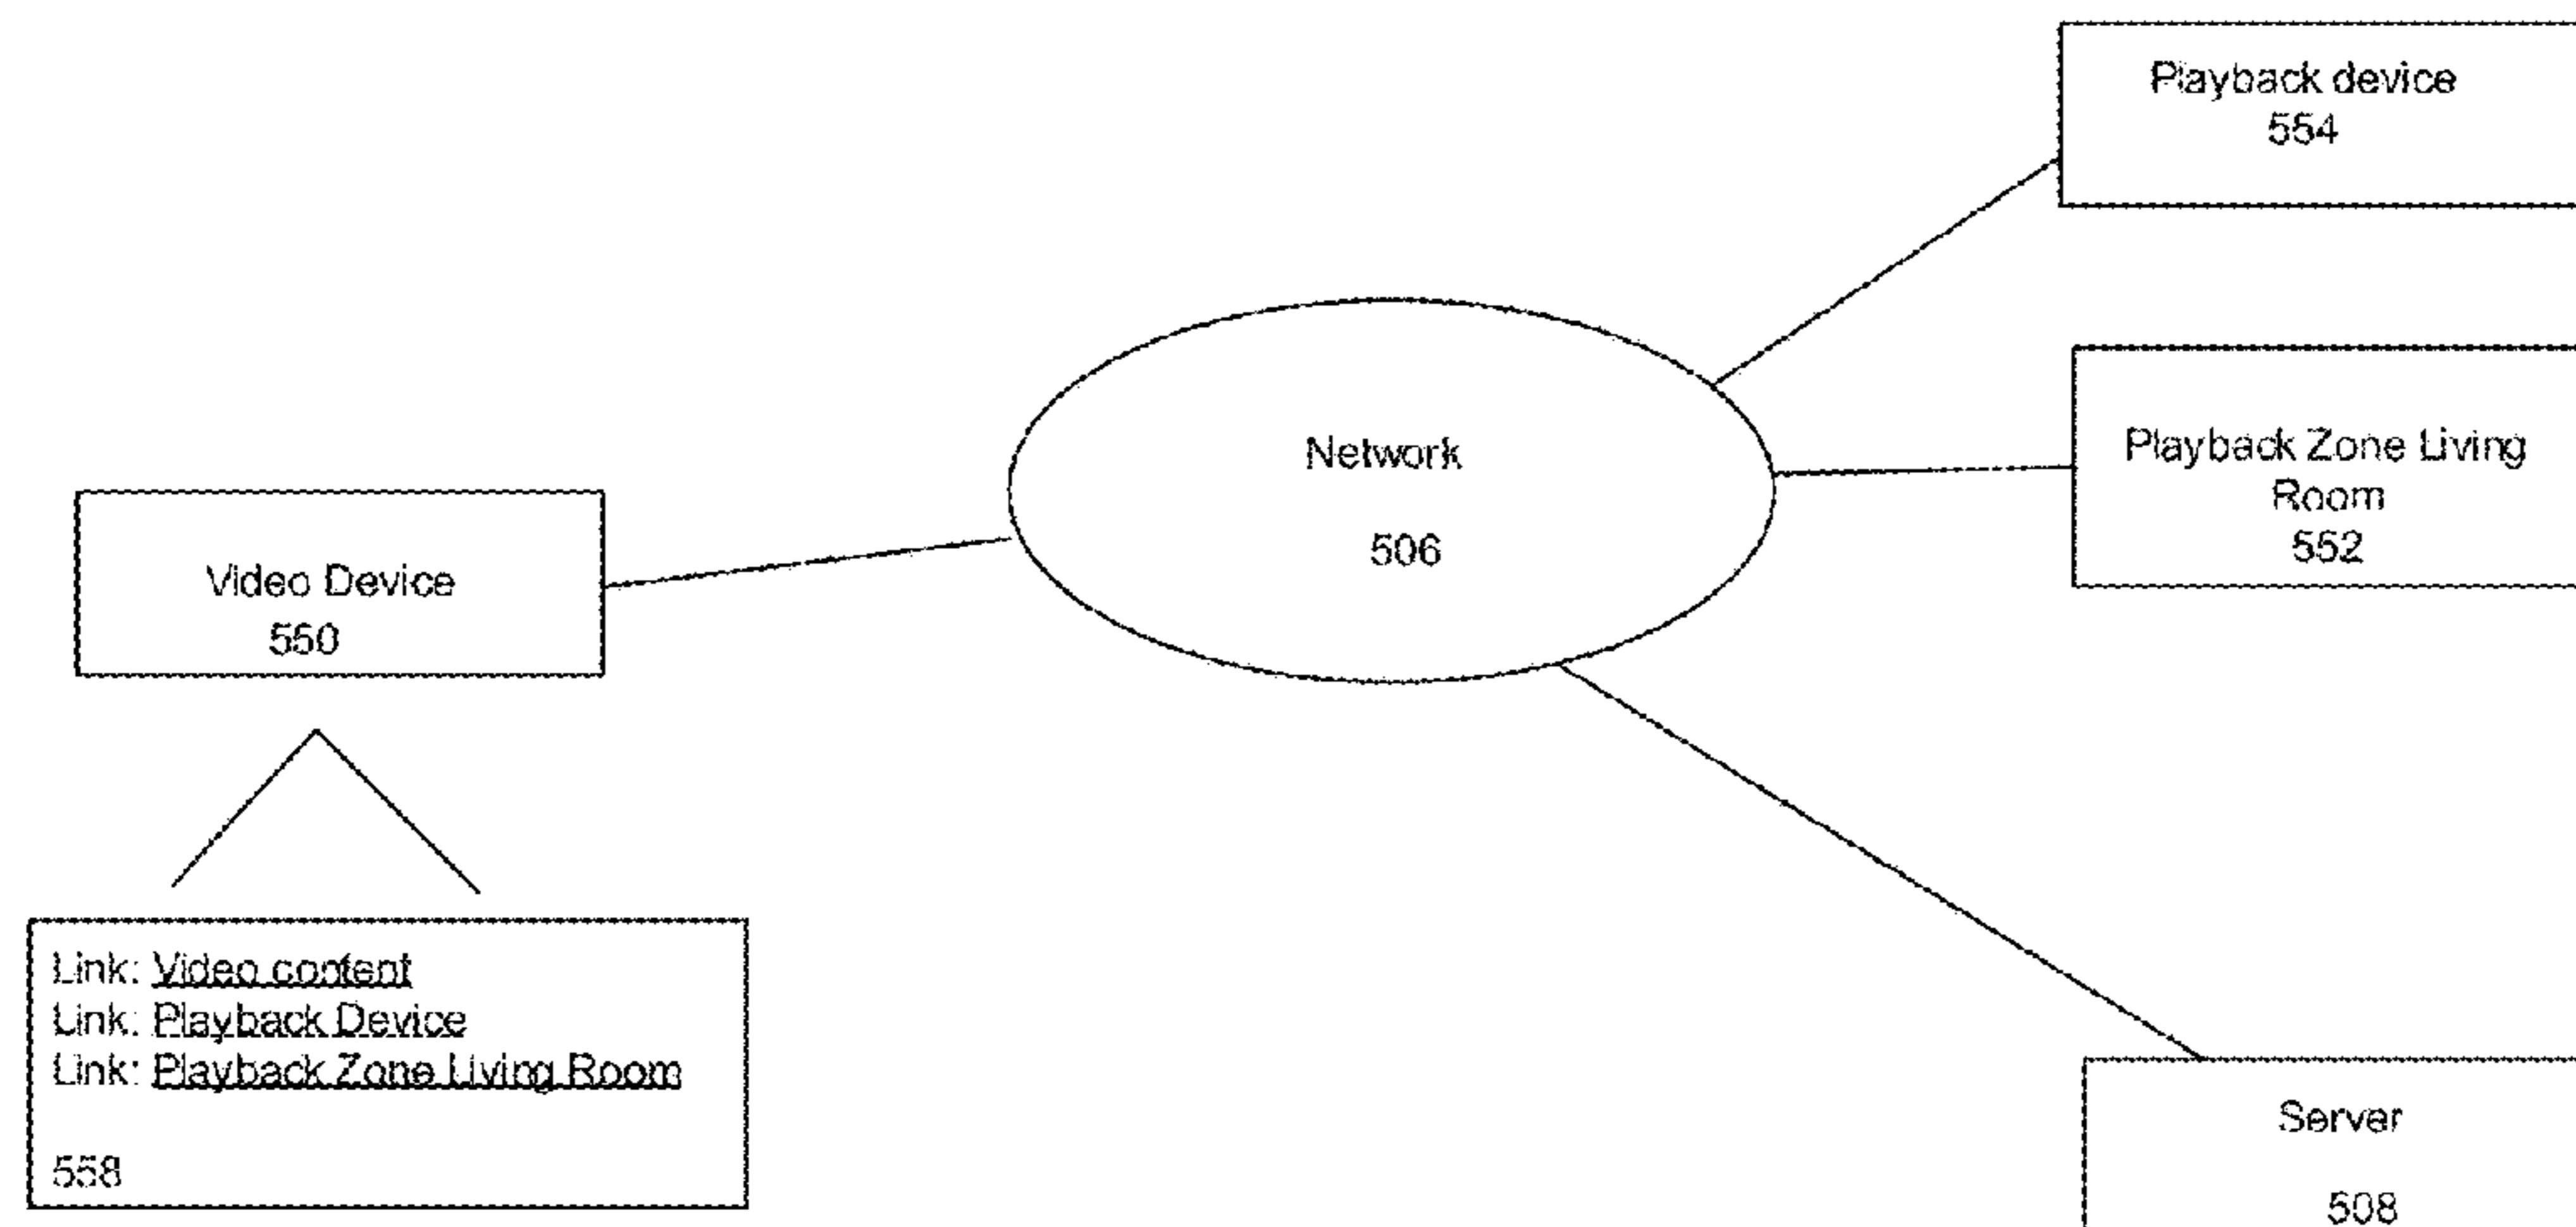 Playback device
554
Network
506
Playback Zone Living
Room
552
Video Device
550
Link: Video content
Link: Playback Device
Link: Playback Zone Living Room
558
Server
508